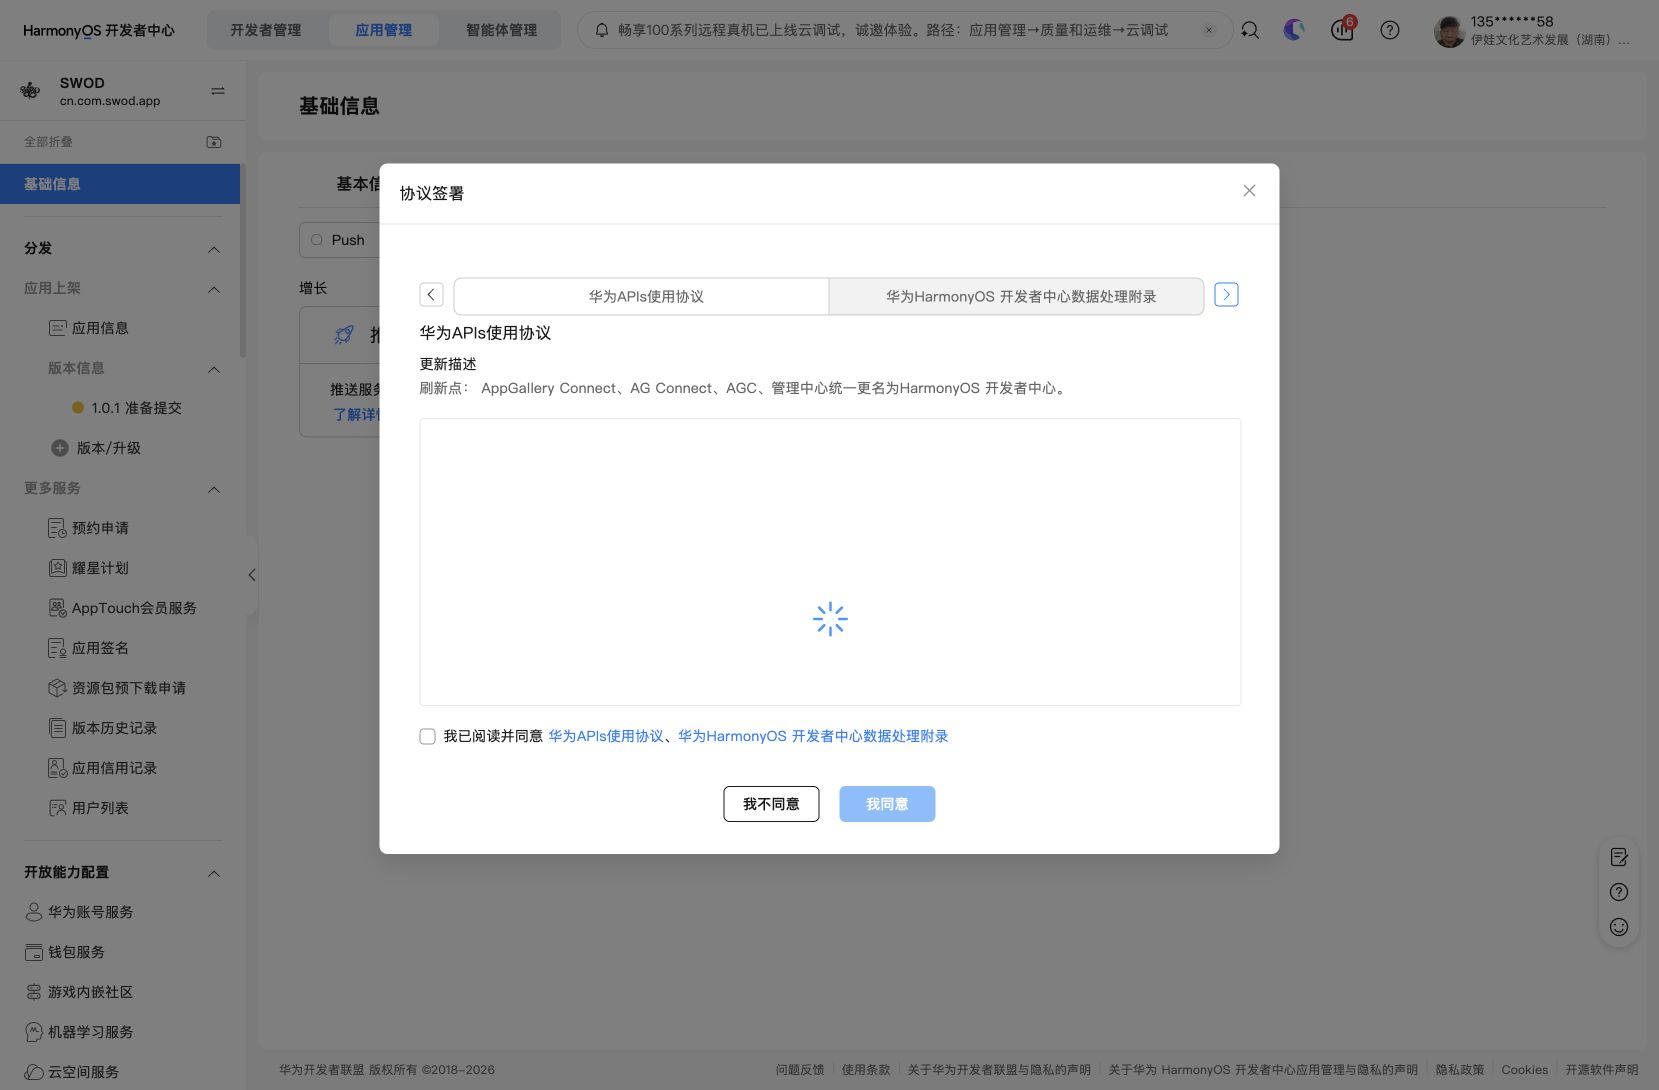 HarmonyOS 开发者中心
开发者管理
应用管理
智能体管理
畅享100系列远程真机已上线云调试，诚邀体验。路径：应用管理→质量和运维→云调试
6
135******58
伊娃文化艺术发展（湖南）...
SWOD
cn.com.swod.app
全部折叠
基础信息
分发
应用上架
应用信息
版本信息
1.0.1 准备提交
版本/升级
更多服务
预约申请
耀星计划
AppTouch会员服务
应用签名
资源包预下载申请
版本历史记录
应用信用记录
用户列表
开放能力配置
华为账号服务
钱包服务
游戏内嵌社区
机器学习服务
云空间服务
基础信息
基本信
Push
增长
推
推送服务
了解详情
协议签署
华为APIs使用协议
华为HarmonyOS 开发者中心数据处理附录
华为APIs使用协议
更新描述
刷新点： AppGallery Connect、AG Connect、AGC、管理中心统一更名为HarmonyOS 开发者中心。
我已阅读并同意 华为APIs使用协议、华为HarmonyOS 开发者中心数据处理附录
我不同意
我同意
华为开发者联盟 版权所有 ©2018-2026
问题反馈
使用条款
关于华为开发者联盟与隐私的声明
关于华为 HarmonyOS 开发者中心应用管理与隐私的声明
隐私政策
Cookies
开源软件声明